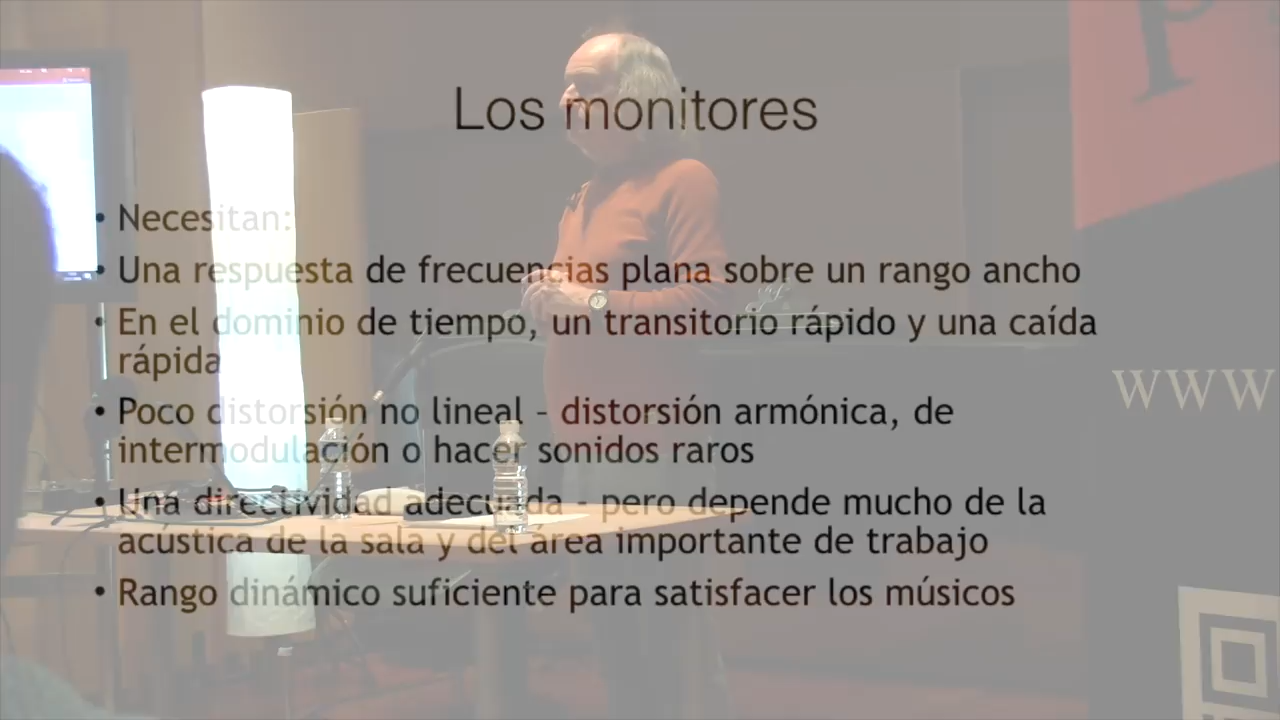 Los monitores
• Necesitan:
• Una respuesta de frecuencias plana sobre un rango ancho
• En el dominio de tiempo, un transitorio rápido y una caída
rápida
• Poco distorsión no lineal – distorsión armónica, de
intermodulación o hacer sonidos raros
• Una directividad adecuada - pero depende mucho de la
acústica de la sala y del área importante de trabajo
• Rango dinámico suficiente para satisfacer los músicos
www